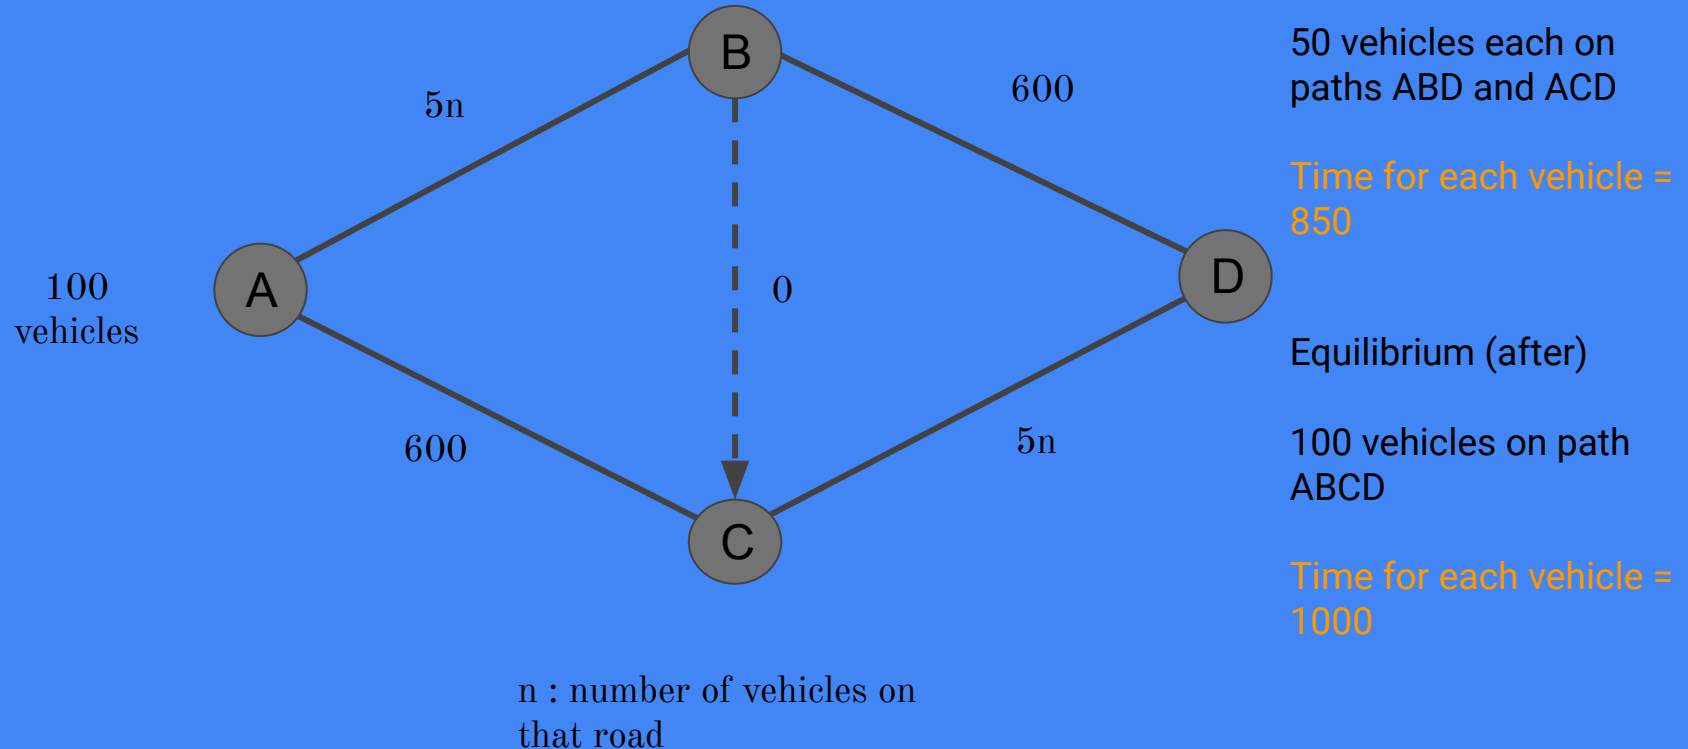 50 vehicles each on
paths ABD and ACD
Time for each vehicle =
850
Equilibrium (after)
100 vehicles on path
ABCD
Time for each vehicle =
1000
B
5n
600
A
100
vehicles
0
D
600
5n
C
n : number of vehicles on
that road